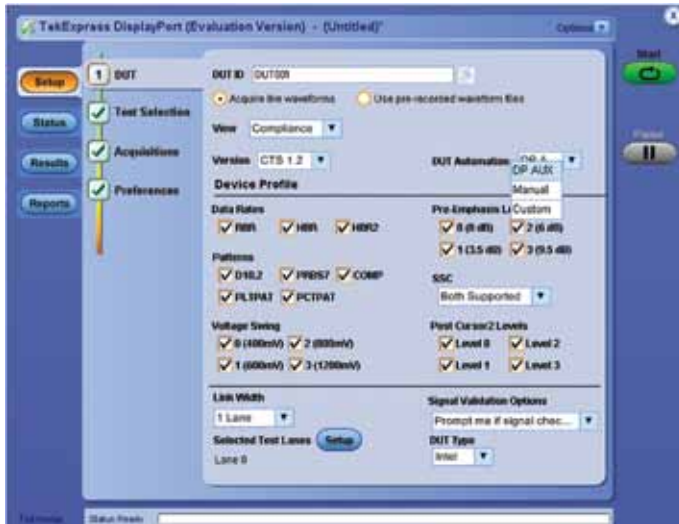 TekExpress DisplayPort (Evaluation Version) - (Untitled)*
Options
Start
Setup
Status
Results
Reports
1 DUT
Test Selection
Acquisitions
Preferences
DUT ID DUT001
Acquire the waveforms Use pre-recorded waveform files
View Compliance
Version CTS 1.2 DUT Automation
DP AUX
Manual
Custom
Device Profile
Data Rates
RBR HBR HBR2
Pre-Emphasis
0 (0 dB) 2 (6 dB)
1 (3.5 dB) 3 (9.5 dB)
Patterns
D10.2 PRBS7 COMP
PLTPAT PCTPAT
SSC
Both Supported
Voltage Swing
0 (400mV) 2 (800mV)
1 (600mV) 3 (1200mV)
Post Cursor2 Levels
Level 0 Level 2
Level 1 Level 3
Link Width
1 Lane
Selected Test Lanes Setup
Lane 0
Signal Validation Options
Prompt me if signal chec...
DUT Type
Intel
Pause
Status Ready